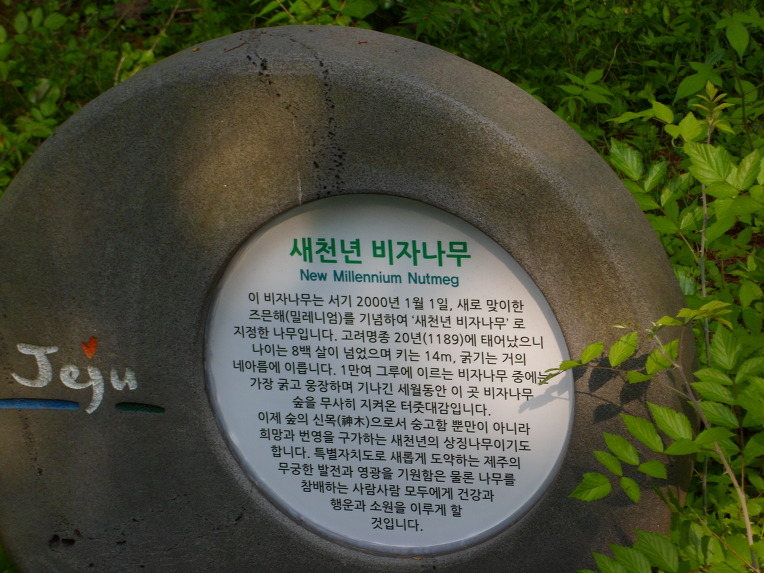 새천년 비자나무
New Millennium Nutmeg
이 비자나무는 서기 2000년 1월 1일, 새로 맞이한
즈믄해(밀레니엄)를 기념하여 '새천년 비자나무' 로
지정한 나무입니다. 고려명종 20년(1189)에 태어났으니
나이는 8백 살이 넘었으며 키는 14m, 굵기는 거의
네아름에 이릅니다. 1만여 그루에 이르는 비자나무 중에는
가장 굵고 웅장하며 기나긴 세월동안 이 곳 비자나무
숲을 무사히 지켜온 터줏대감입니다.
이제 숲의 신목(神木)으로서 숭고함 뿐만이 아니라
희망과 번영을 구가하는 새천년의 상징나무이기도
합니다. 특별자치도로 새롭게 도약하는 제주의
무궁한 발전과 영광을 기원함은 물론 나무를
참배하는 사람사람 모두에게 건강과
행운과 소원을 이루게 할
것입니다.
Jeju